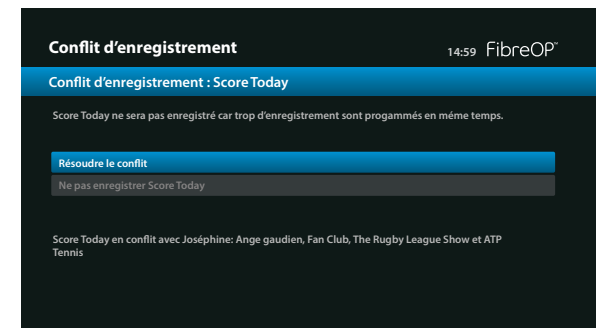 Conflit d'enregistrement
14:59 FibreOP™
Conflit d'enregistrement : Score Today
Score Today ne sera pas enregistré car trop d'enregistrement sont progammés en méme temps.
Résoudre le conflit
Ne pas enregistrer Score Today
Score Today en conflit avec Joséphine: Ange gaudien, Fan Club, The Rugby League Show et ATP
Tennis